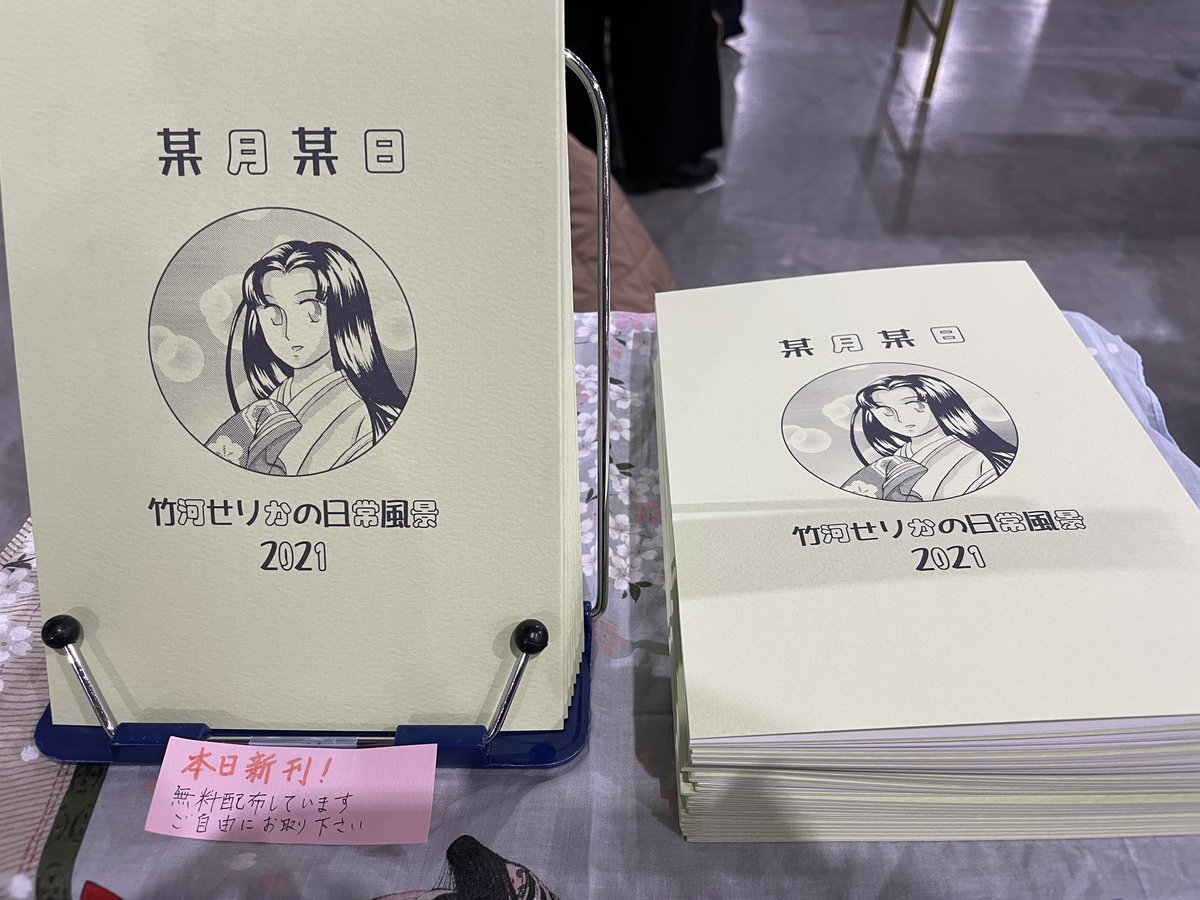 某月某日
竹河せりかの日常風景
2021
本日新刊!
無料配布しています
ご自由にお取り下さい
某月某日
竹河せりかの日常風景
2021